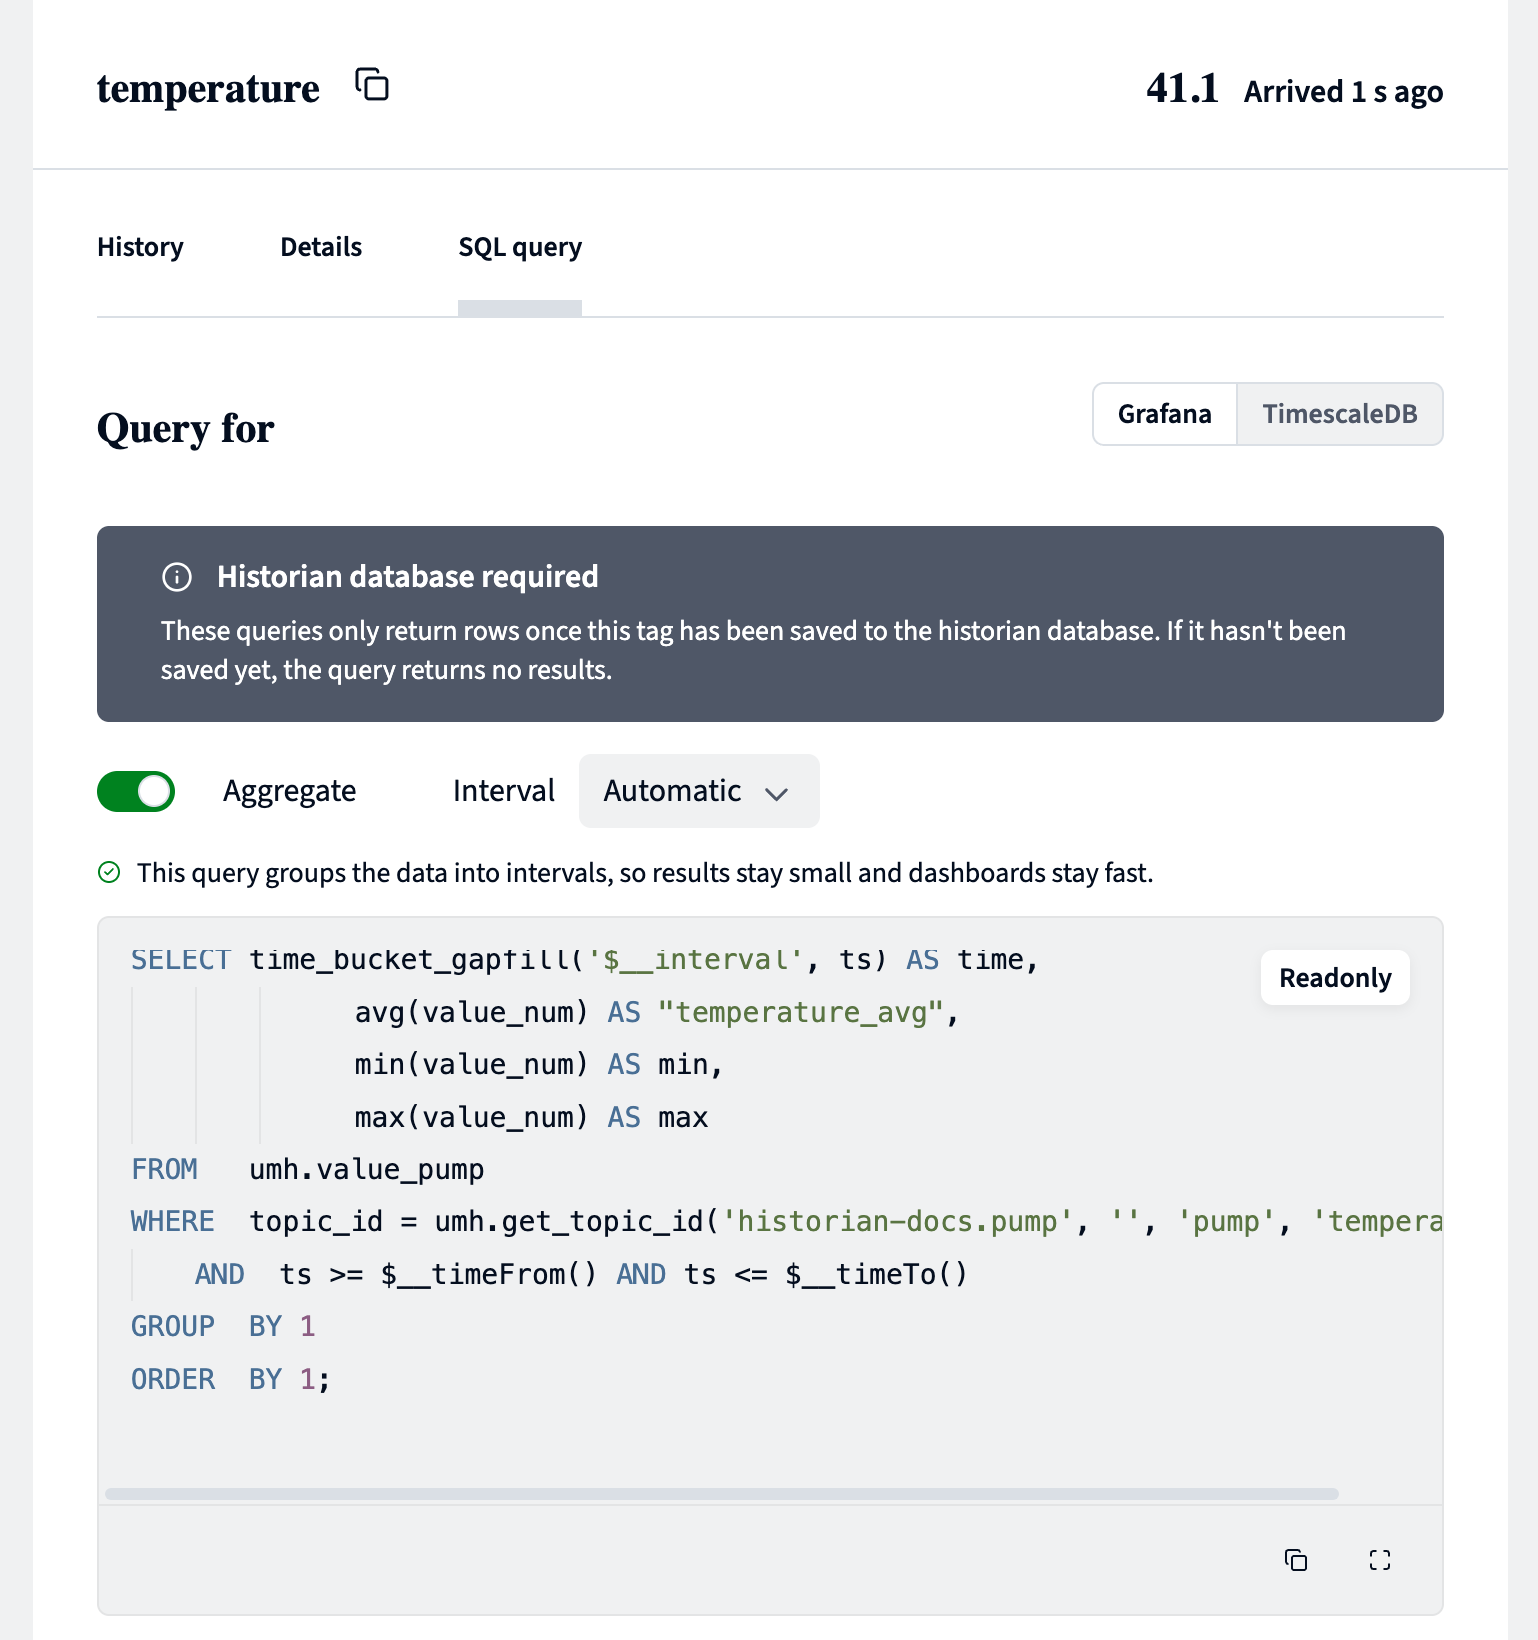 temperature
41.1 Arrived 1 s ago
History Details SQL query
Query for
Grafana TimescaleDB
Historian database required
These queries only return rows once this tag has been saved to the historian database. If it hasn't been
saved yet, the query returns no results.
Aggregate Interval Automatic
This query groups the data into intervals, so results stay small and dashboards stay fast.
SELECT time_bucket_gapfill('$__interval', ts) AS time,
Readonly
avg(value_num) AS "temperature_avg",
min(value_num) AS min,
max(value_num) AS max
FROM umh.value_pump
WHERE topic_id = umh.get_topic_id('historian-docs.pump', '', 'pump', 'tempera
AND ts >= $__timeFrom() AND ts <= $__timeTo()
GROUP BY 1
ORDER BY 1;